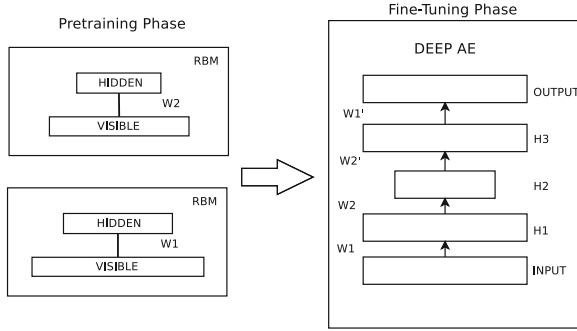 Pretraining Phase
RBM
HIDDEN
W2
VISIBLE
RBM
HIDDEN
W1
VISIBLE
Fine-Tuning Phase
DEEP AE
OUTPUT
W1'
H3
W2'
H2
W2
H1
W1
INPUT